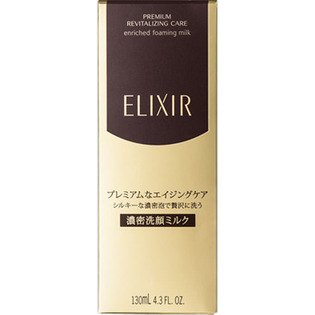 PREMIUM
REVITALIZING CARE
enriched foaming milk
ELIXIR
プレミアムなエイジングケア
シルキーな濃密泡で贅沢に洗う
濃密洗顔ミルク
130mL 4.3 FL. OZ.